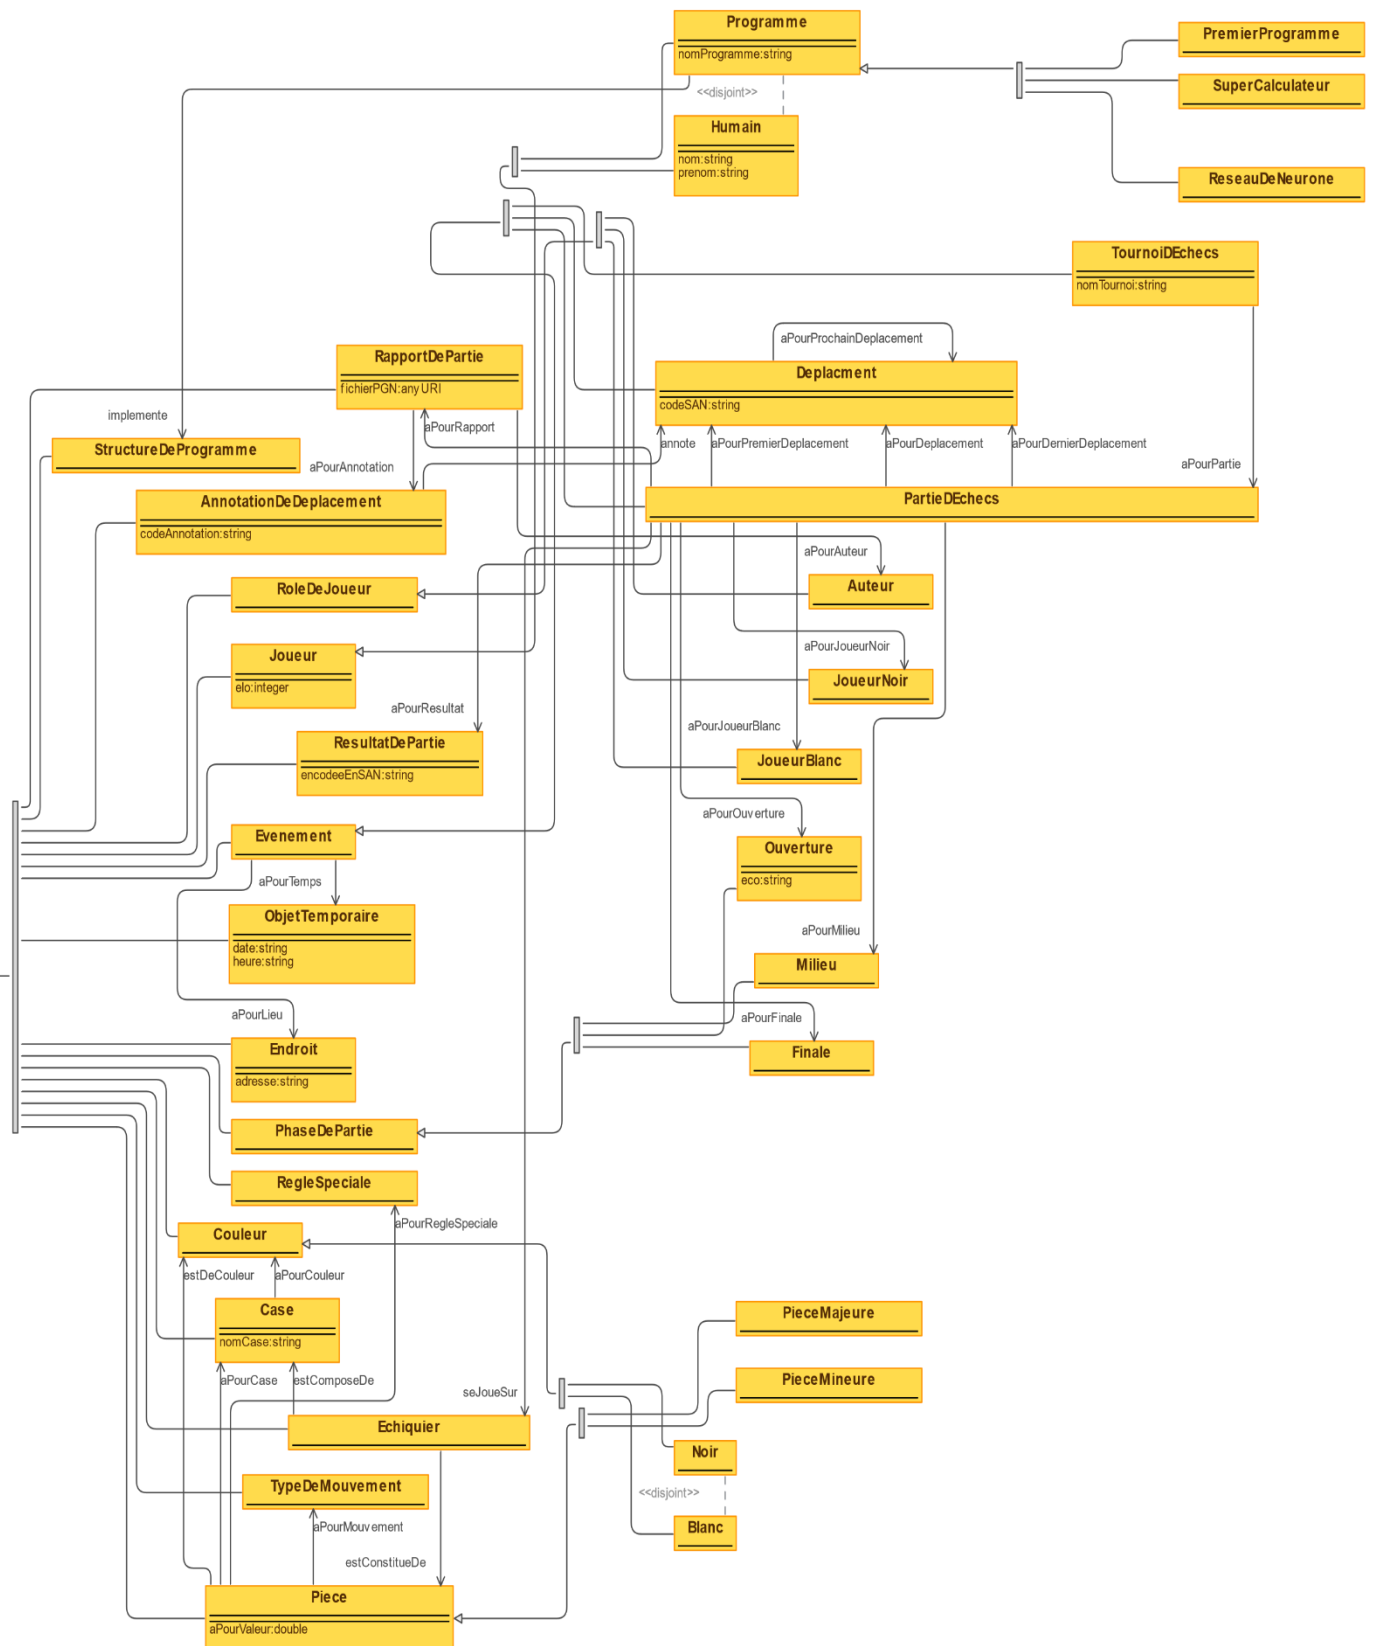 Programme
nomProgramme:string
PremierProgramme
SuperCalculateur
<<disjoint>>
Humain
nom:string
prenom:string
ReseauDeNeurone
TournoiDEchecs
nomTournoi:string
aPourProchainDeplacement
RapportDePartie
fichierPGN:anyURI
Deplacment
codeSAN:string
implemente
aPourRapport
StructureDeProgramme
aPourAnnotation
annote
aPourPremierDeplacement
aPourDeplacement
aPourDernierDeplacement
aPourPartie
AnnotationDeDeplacement
codeAnnotation:string
PartieDEchecs
aPourAuteur
RoleDeJoueur
Auteur
Joueur
elo:integer
aPourJoueurNoir
JoueurNoir
aPourResultat
aPourJoueurBlanc
ResultatDePartie
encodeeEnSAN:string
JoueurBlanc
aPourOuverture
Evenement
Ouverture
eco:string
aPourTemps
ObjetTemporaire
date:string
heure:string
aPourMilieu
Milieu
aPourLieu
aPourFinale
Endroit
adresse:string
Finale
PhaseDePartie
RegleSpeciale
aPourRegleSpeciale
Couleur
estDeCouleur
aPourCouleur
Case
nomCase:string
PieceMajeure
aPourCase
estComposeDe
seJoueSur
PieceMineure
Echiquier
Noir
TypeDeMouvement
<<disjoint>>
aPourMouvement
Blanc
estConstitueDe
Piece
aPourValeur:double